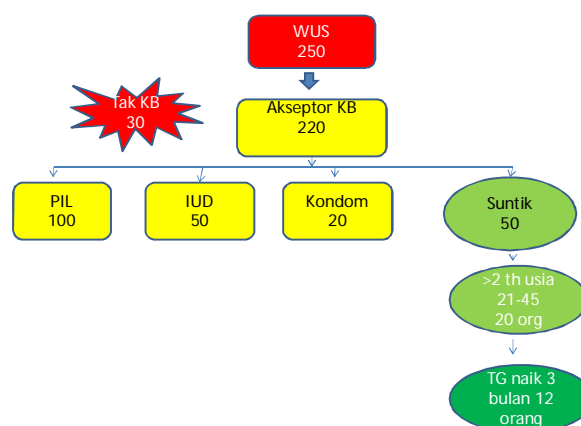 WUS
250
Tak KB
30
Akseptor KB
220
PIL
100
IUD
50
Kondom
20
Suntik
50
>2 th usia
21-45
20 org
TG naik 3
bulan 12
orang